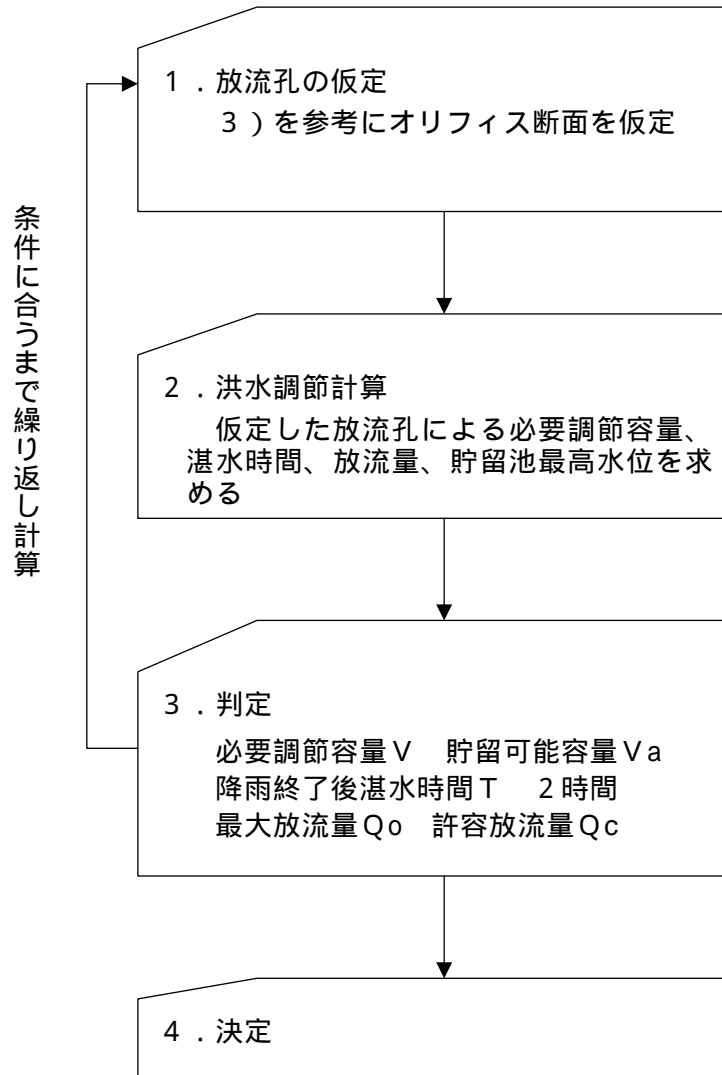 1．放流孔の仮定
3）を参考にオリフィス断面を仮定
条件に合うまで繰り返し計算
2．洪水調節計算
仮定した放流孔による必要調節容量、
湛水時間、放流量、貯留池最高水位を求
める
3．判定
必要調節容量V　貯留可能容量Va
降雨終了後湛水時間T　2時間
最大放流量Qo　許容放流量Qc
4．決定